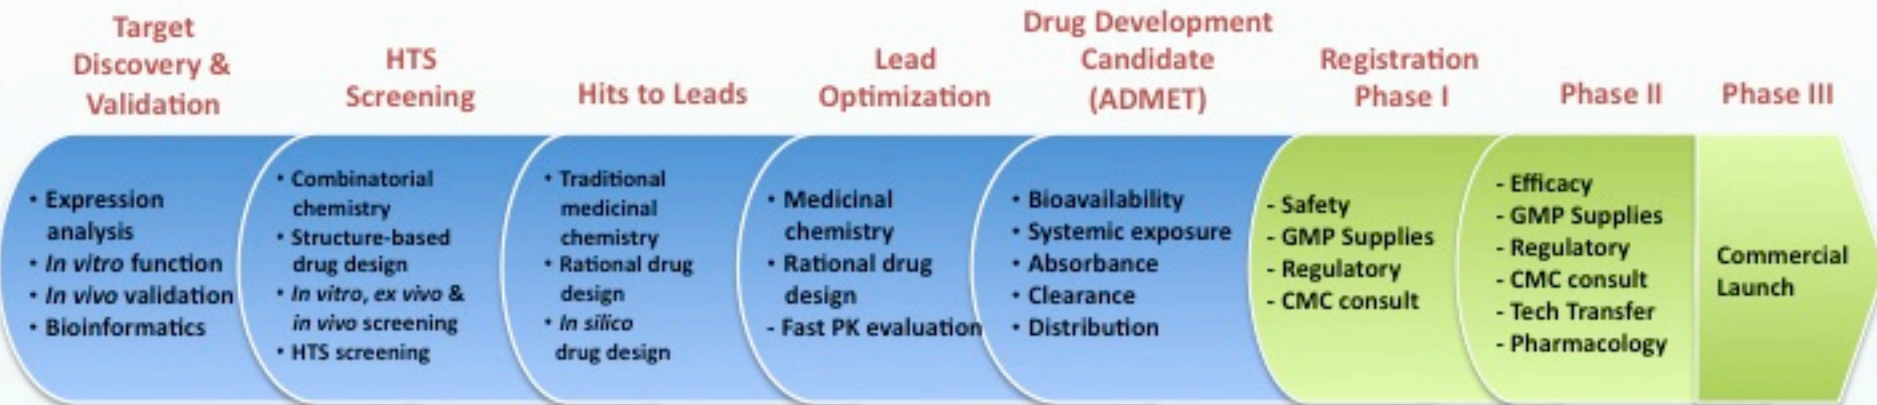 Target
Discovery &
Validation
HTS
Screening
Hits to Leads
Lead
Optimization
Drug Development
Candidate
(ADMET)
Registration
Phase I
Phase II
Phase III
• Expression
analysis
• In vitro function
• In vivo validation
• Bioinformatics
• Combinatorial
chemistry
• Structure-based
drug design
• In vitro, ex vivo &
in vivo screening
• HTS screening
• Traditional
medicinal
chemistry
• Rational drug
design
• In silico
drug design
• Medicinal
chemistry
• Rational drug
design
- Fast PK evaluation
• Bioavailability
• Systemic exposure
• Absorbance
• Clearance
• Distribution
- Safety
- GMP Supplies
- Regulatory
- CMC consult
- Efficacy
- GMP Supplies
- Regulatory
- CMC consult
- Tech Transfer
- Pharmacology
Commercial
Launch